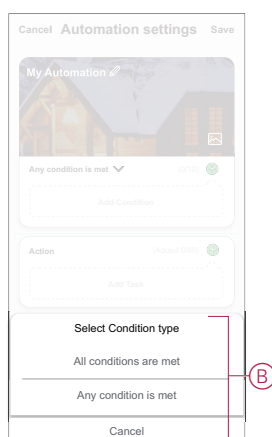 Cancel Automation settings Save
My Automation
Any condition is met
Add Condition
Action
Add Task
Select Condition type
All conditions are met
B
Any condition is met
Cancel